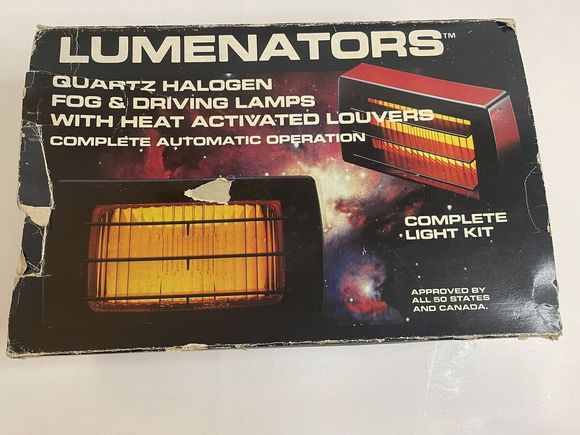 LUMENATORS™
QUARTZ HALOGEN
FOG & DRIVING LAMPS
WITH HEAT ACTIVATED LOUVERS
COMPLETE AUTOMATIC OPERATION
COMPLETE
LIGHT KIT
APPROVED BY
ALL 50 STATES
AND CANADA.